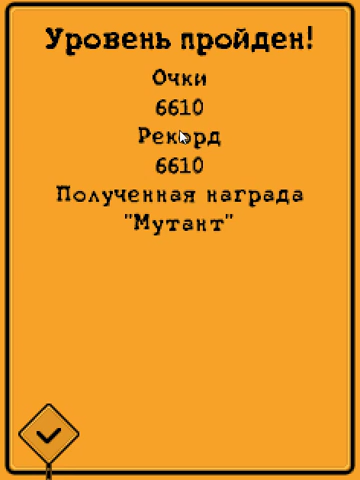 Уровень пройден!
Очки
6610
Рекорд
6610
Полученная награда
"Мутант"